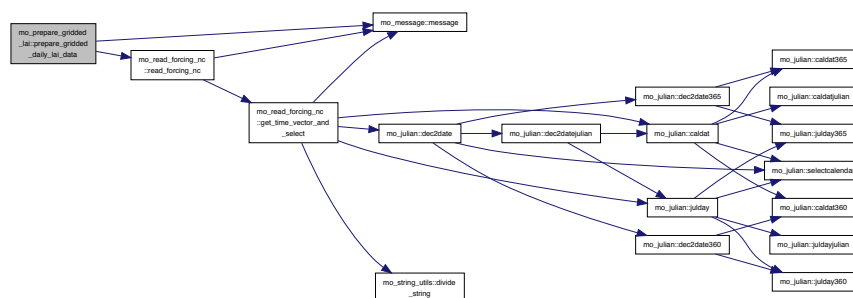 mo_prepare_gridded
_lai::prepare_gridded
_daily_lai_data
mo_read_forcing_nc
::read_forcing_nc
mo_message::message
mo_read_forcing_nc
::get_time_vector_and
_select
mo_julian::dec2date
mo_string_utils::divide
_string
mo_julian::dec2datejulian
mo_julian::dec2date365
mo_julian::caldat
mo_julian::julday
mo_julian::dec2date360
mo_julian::caldat365
mo_julian::caldatjulian
mo_julian::julday365
mo_julian::selectcalendar
mo_julian::caldat360
mo_julian::juldayjulian
mo_julian::julday360